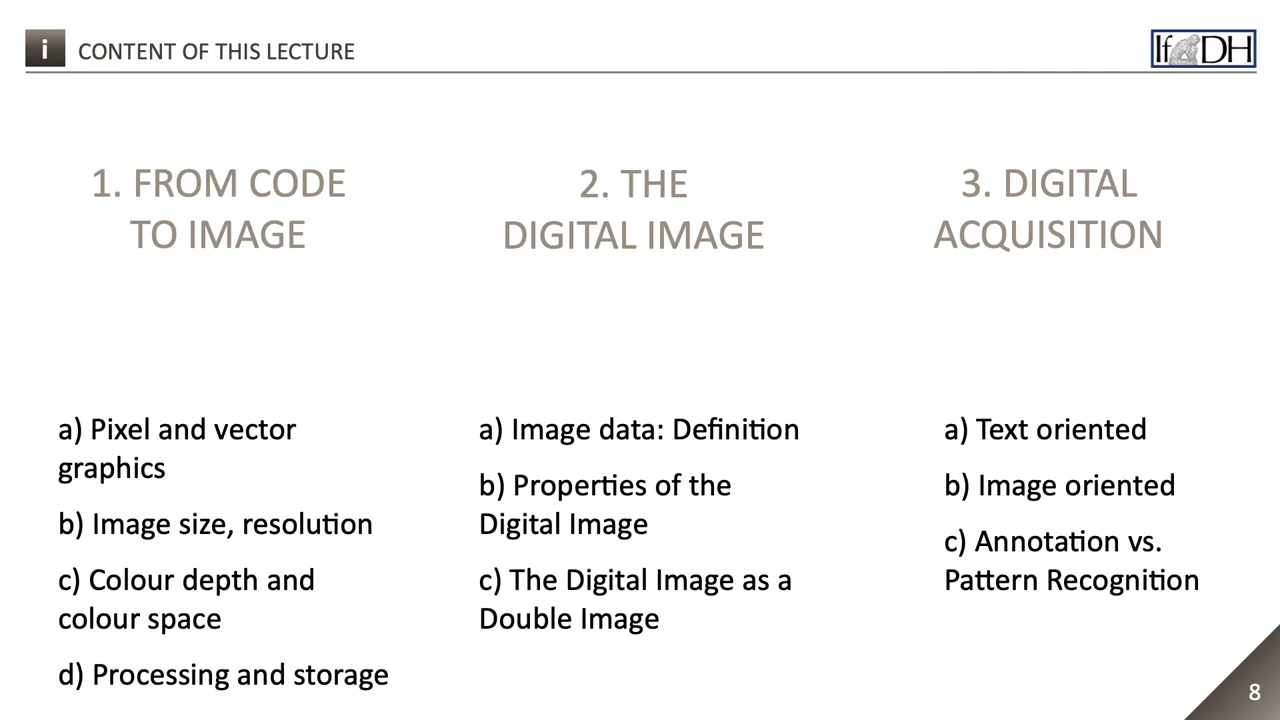 i
CONTENT OF THIS LECTURE
IfDH
1. FROM CODE
TO IMAGE
a) Pixel and vector
graphics
b) Image size, resolution
c) Colour depth and
colour space
d) Processing and storage
2. THE
DIGITAL IMAGE
a) Image data: Definition
b) Properties of the
Digital Image
c) The Digital Image as a
Double Image
3. DIGITAL
ACQUISITION
a) Text oriented
b) Image oriented
c) Annotation vs.
Pattern Recognition
8